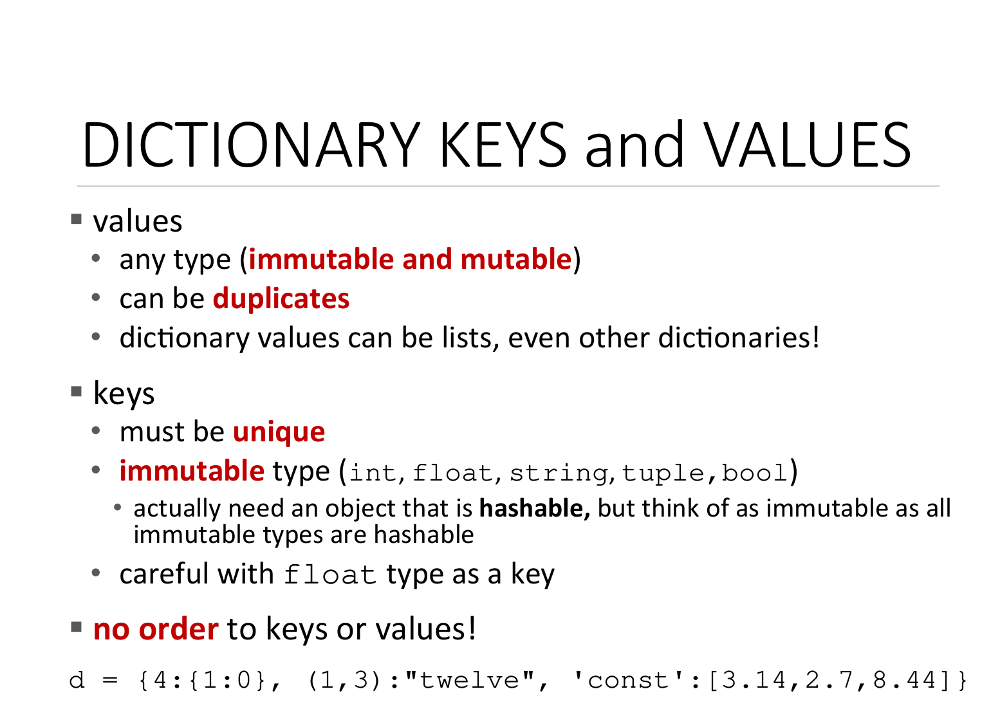 DICTIONARY KEYS and VALUES
▪ values
• any type (immutable and mutable)
• can be duplicates
• dictionary values can be lists, even other dictionaries!
▪ keys
• must be unique
• immutable type (int, float, string, tuple,bool)
• actually need an object that is hashable, but think of as immutable as all
immutable types are hashable
• careful with float type as a key
▪ no order to keys or values!
d = {4:{1:0}, (1,3):"twelve", 'const':[3.14,2.7,8.44]}